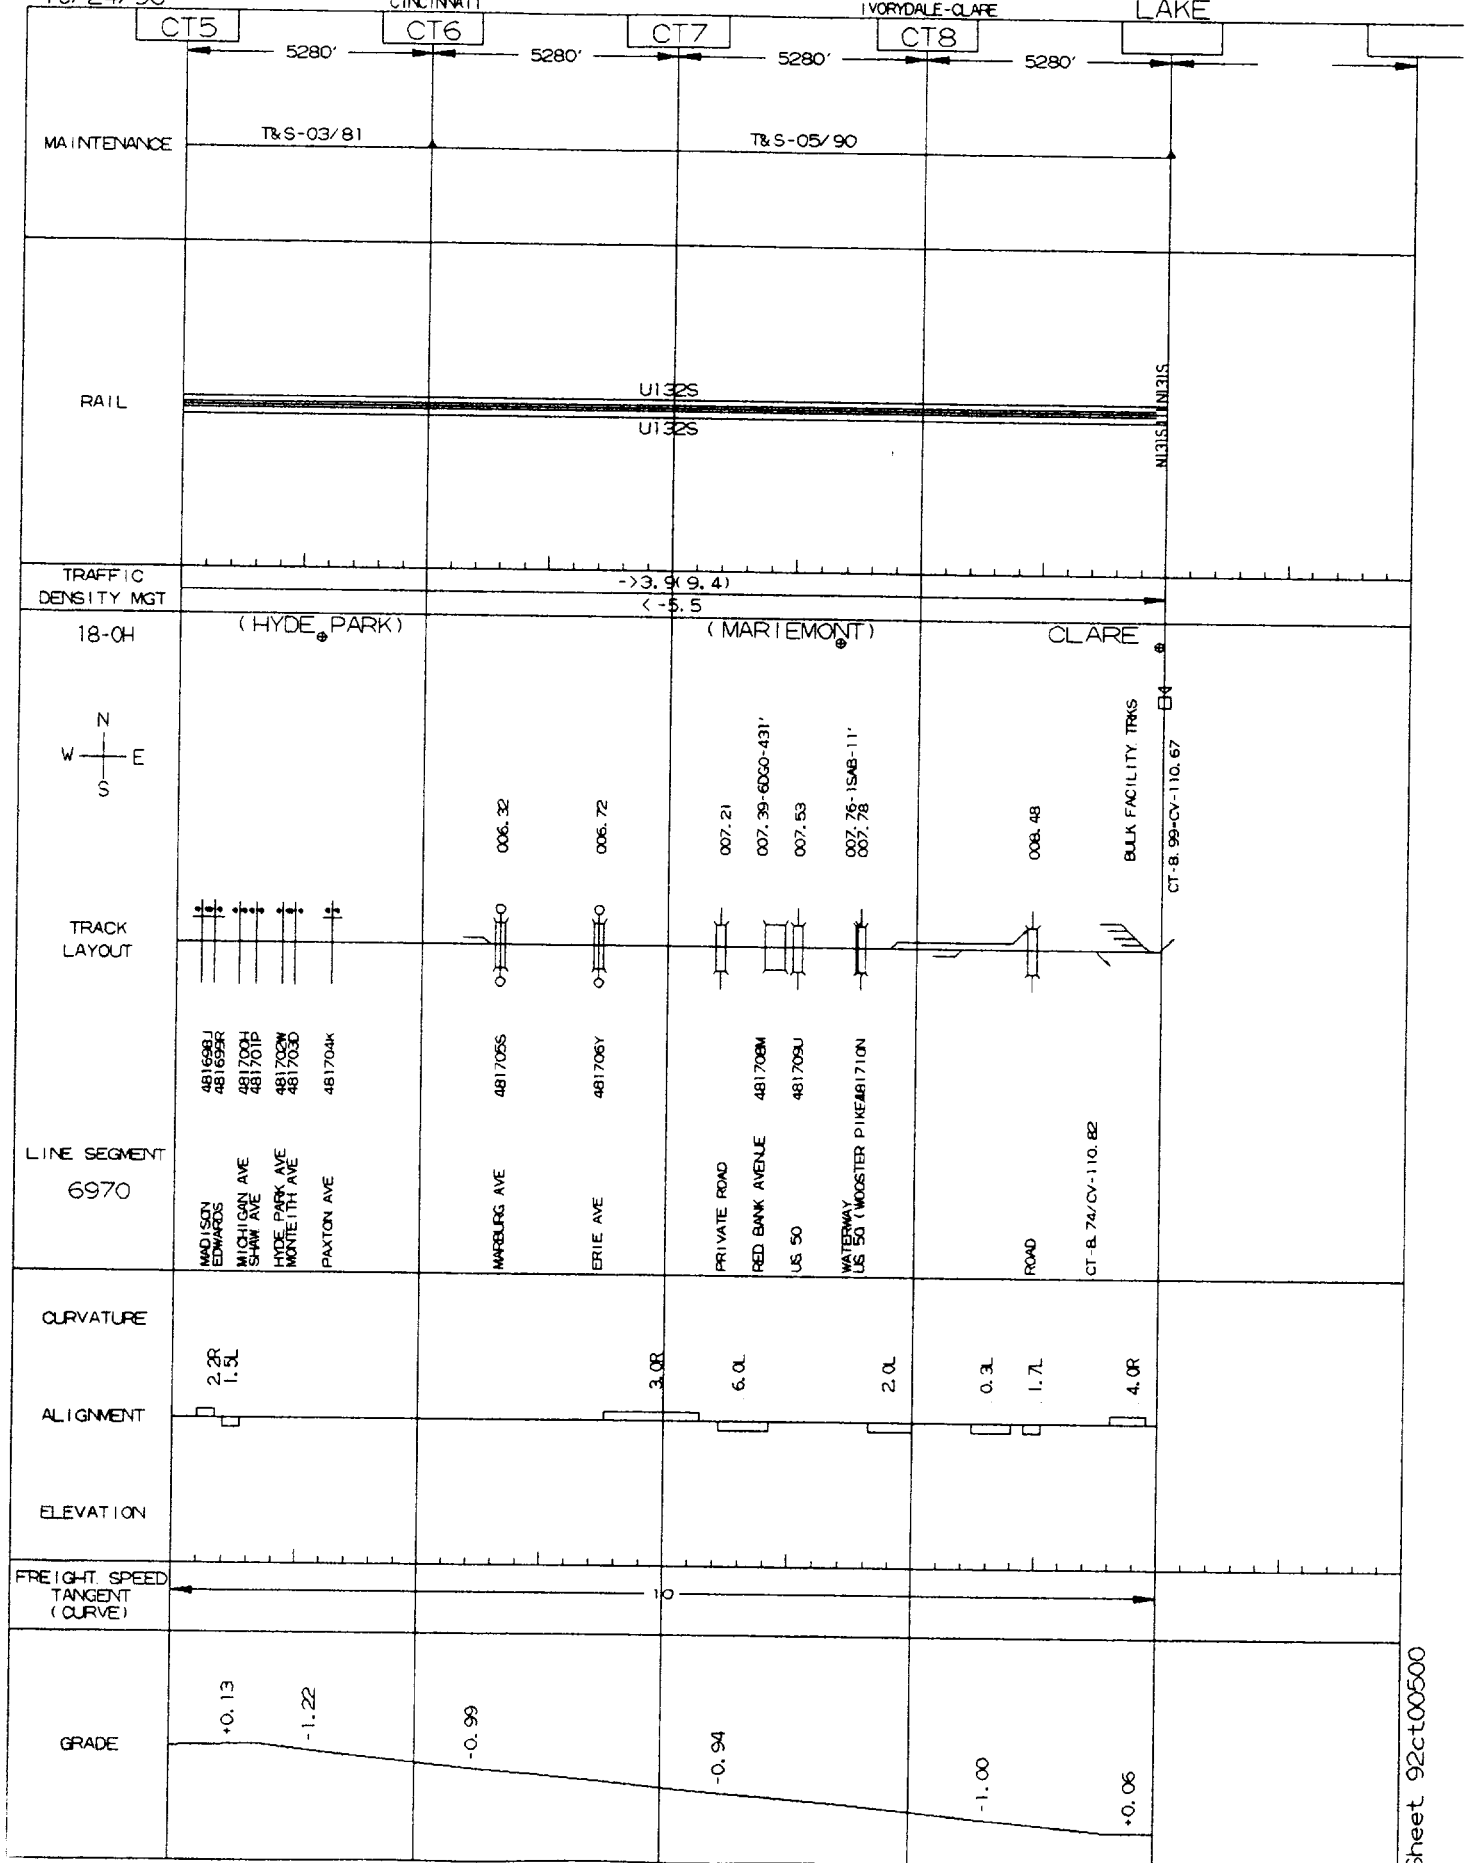 CINCINNATI
IVORYDALE-CLARE
LAKE
CT5
CT6
CT7
CT8
5280'
5280'
5280'
5280'
MAINTENANCE
T&S-03/81
T&S-05/90
RAIL
U132S
U132S
N131S
N131S
TRAFFIC
DENSITY MGT
->3.9(9.4)
<-5.5
18-OH
(HYDE PARK)
(MARIEMONT)
CLARE
N
W E
S
006.32
006.72
007.21
007.39-6DGO-431'
007.53
007.76-1SAB-11'
007.78
008.48
BULK FACILITY TRKS
CT-8.99=CV-110.67
TRACK
LAYOUT
481698J
481699R
481700H
481701P
481702W
481703D
481704K
481705S
481706Y
481708M
481709U
481710N
LINE SEGMENT
6970
MADISON
EDWARDS
MICHIGAN AVE
SHAW AVE
HYDE PARK AVE
MONTEITH AVE
PAXTON AVE
MARBURG AVE
ERIE AVE
PRIVATE ROAD
RED BANK AVENUE
US 50
WATERWAY
US 50 (WOOSTER PIKE
ROAD
CT-8.74/CV-110.82
CURVATURE
2.2R
1.5L
3.0R
6.0L
2.0L
0.3L
1.7L
4.0R
ALIGNMENT
ELEVATION
FREIGHT SPEED
TANGENT
(CURVE)
10
GRADE
+0.13
-1.22
-0.99
-0.94
-1.00
+0.06
Sheet 92ct00500